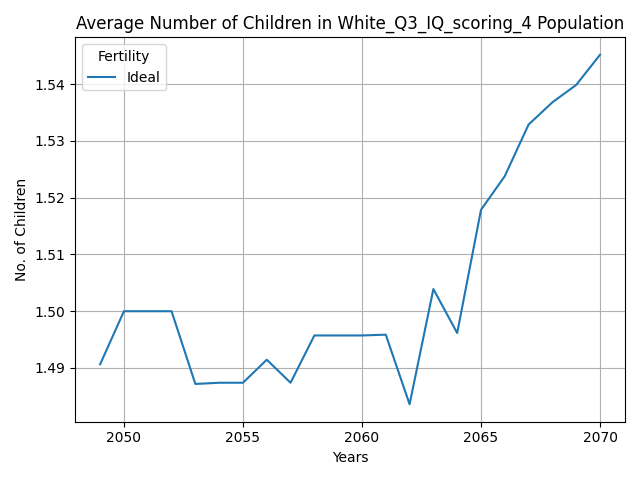 Average Number of Children in White_Q3_IQ_scoring_4 Population
Fertility
Ideal
No. of Children
1.54
1.53
1.52
1.51
1.50
1.49
2050 2055 2060 2065 2070
Years